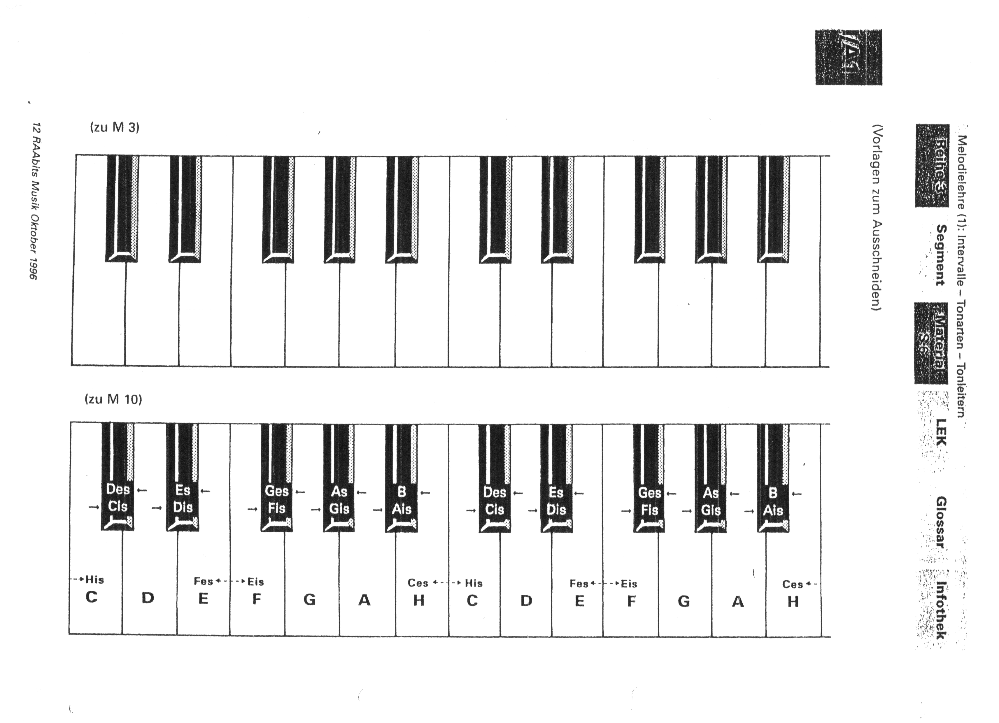 I/A1
Melodielehre (1): Intervalle – Tonarten – Tonleitern
Reihe 3 Segment Material LEK Glossar Infothek
S 6
(Vorlagen zum Ausschneiden)
(zu M 3)
(zu M 10)
Des Es Ges As B Des Es Ges As B
Cis Dis Fis Gis Ais Cis Dis Fis Gis Ais
His Fes Eis Ces His Fes Eis Ces
C D E F G A H C D E F G A H
12 RAAbits Musik Oktober 1996